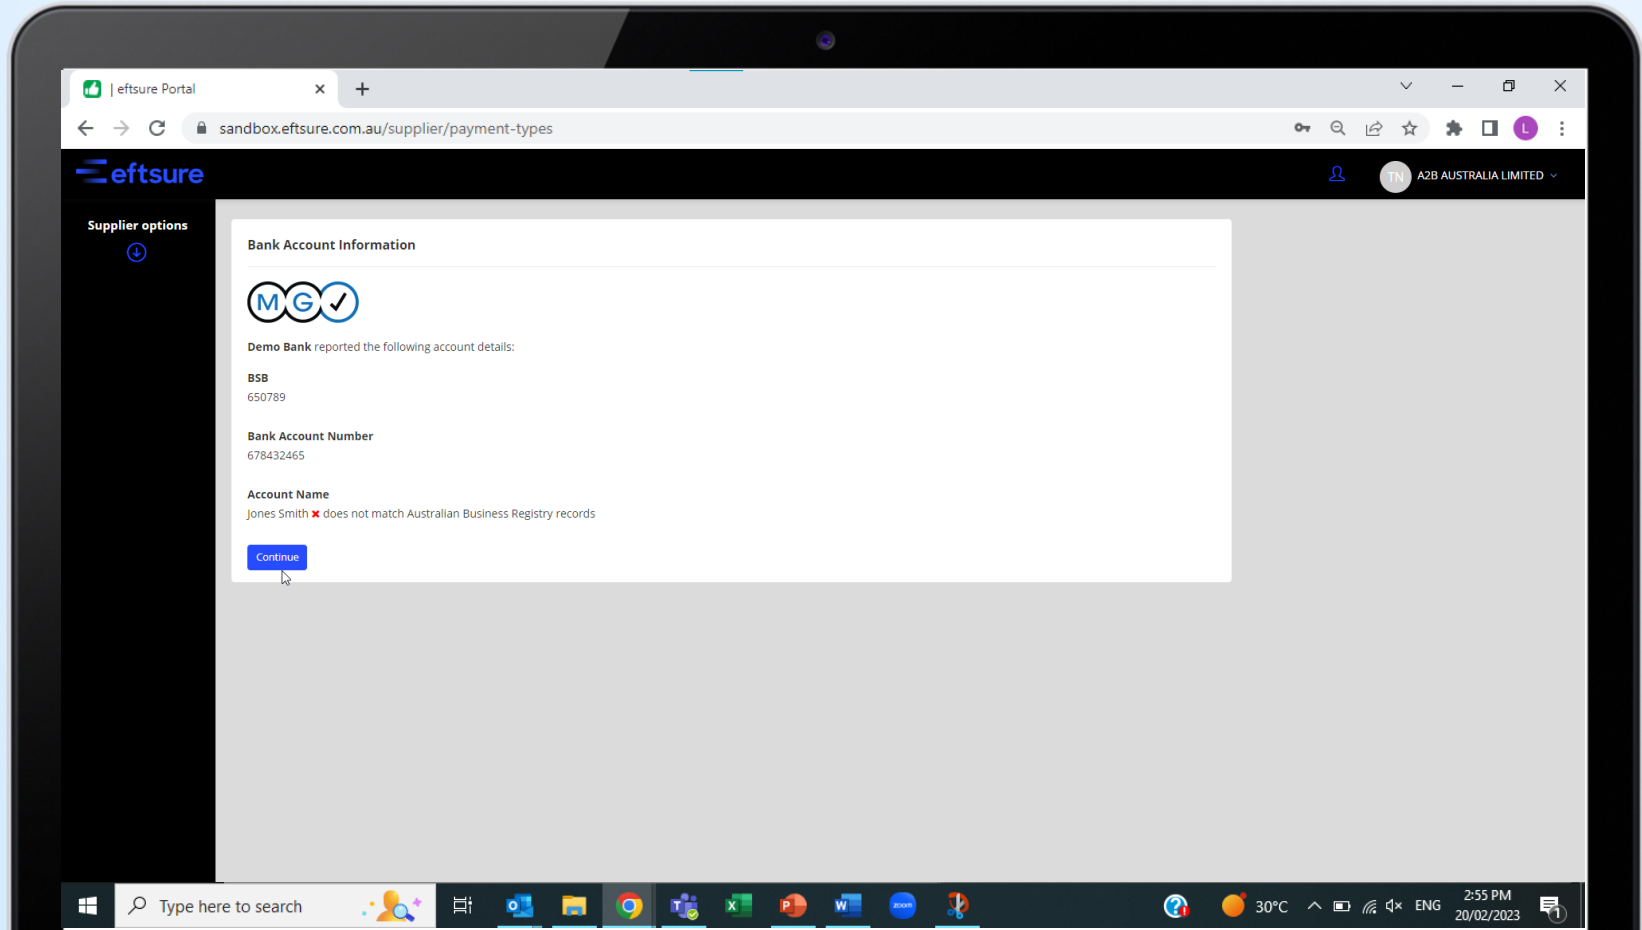 | eftsure Portal
sandbox.eftsure.com.au/supplier/payment-types
L
eftsure
TN
A2B AUSTRALIA LIMITED
Supplier options
Bank Account Information
MG
Demo Bank reported the following account details:
BSB
650789
Bank Account Number
678432465
Account Name
Jones Smith ✖ does not match Australian Business Registry records
Continue
Type here to search
zoom
30°C
ENG
2:55 PM
20/02/2023
1